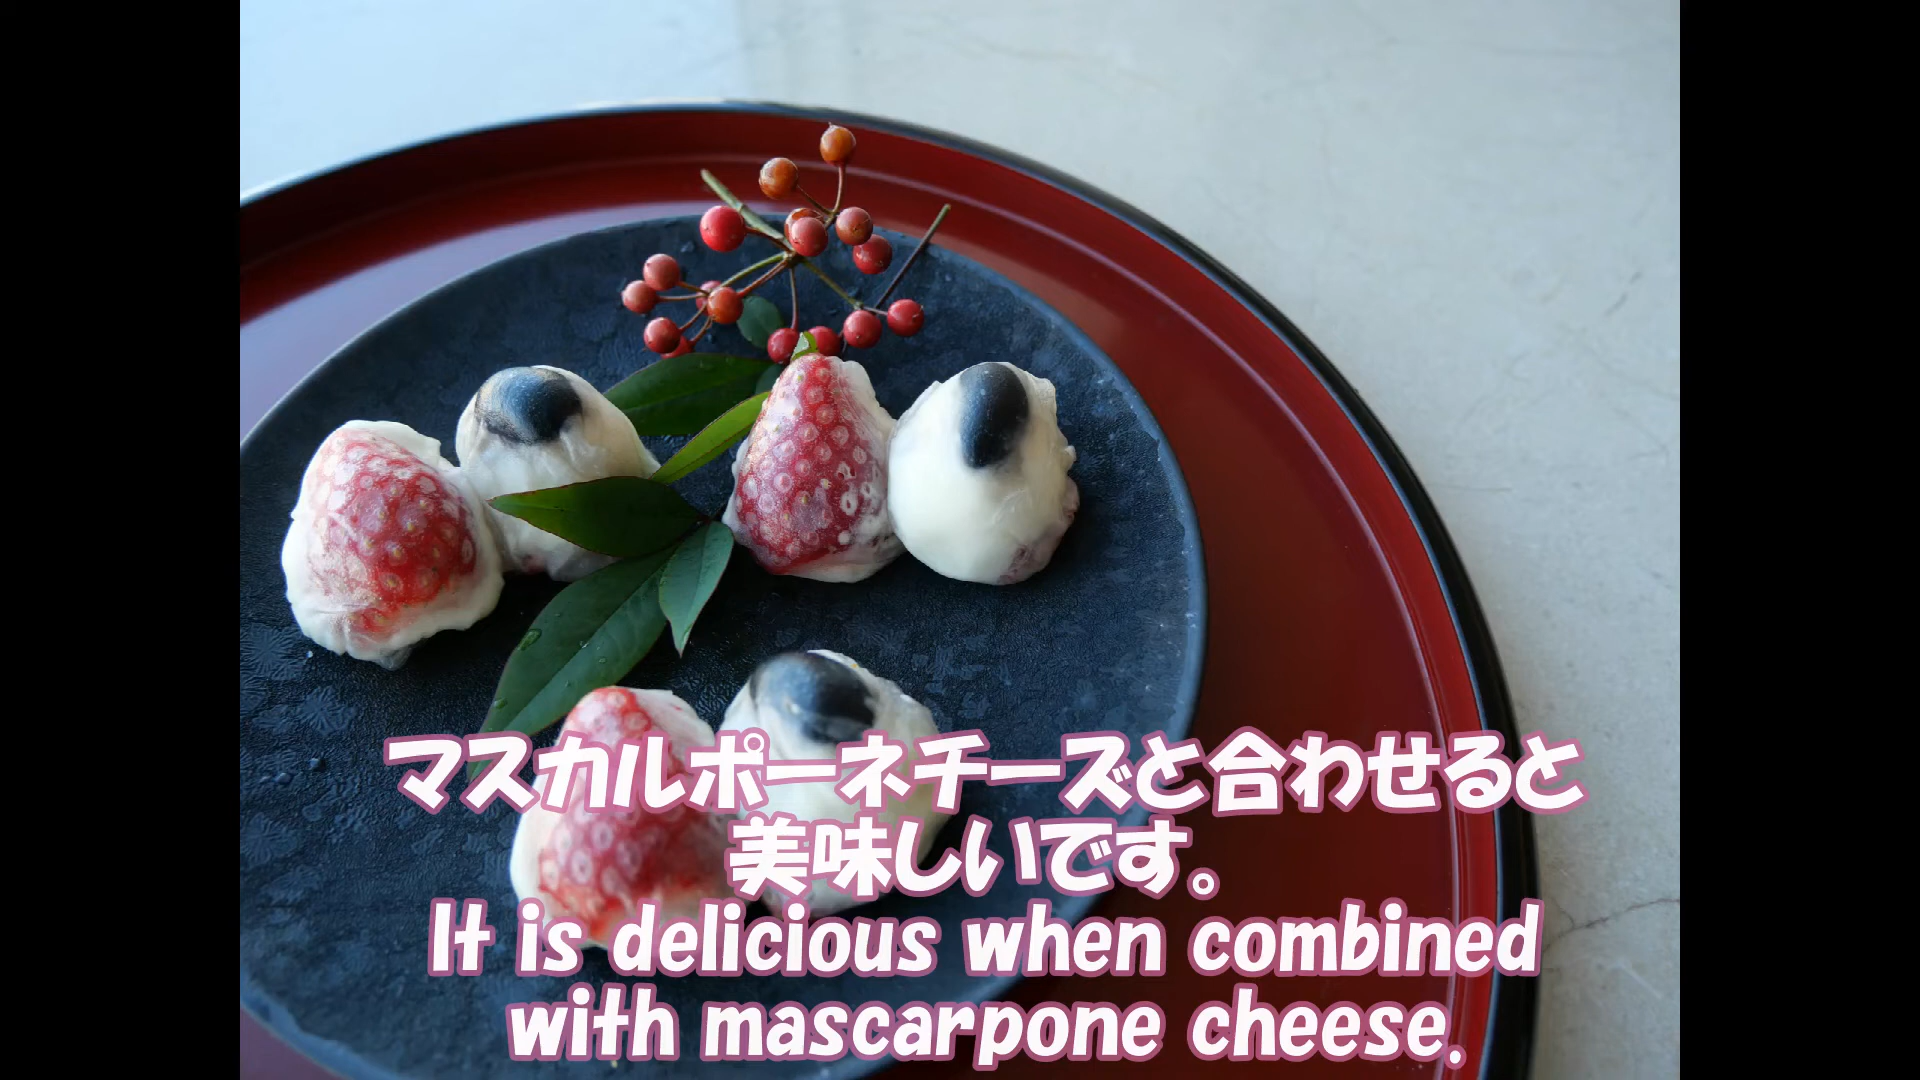 マスカルポーネチーズと合わせると
美味しいです。
It is delicious when combined
with mascarpone cheese.